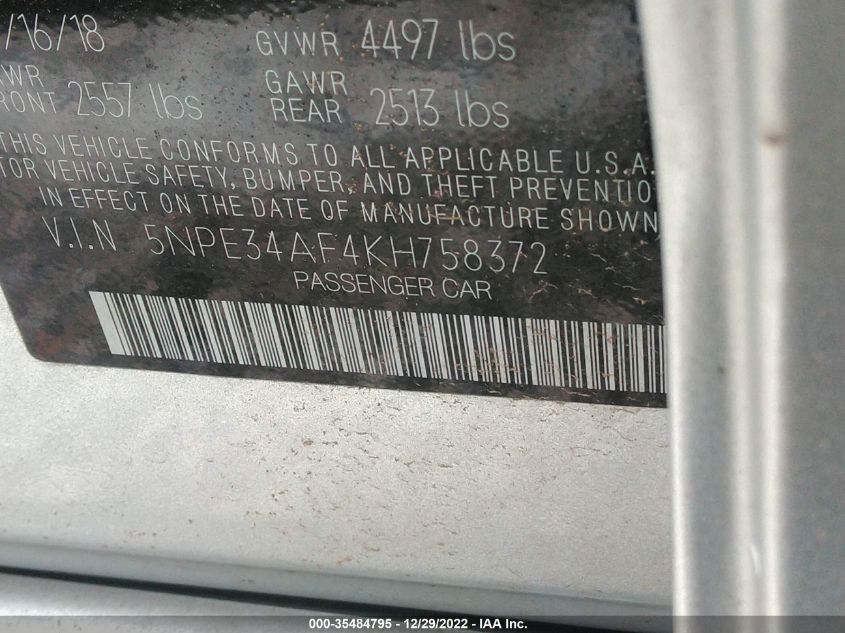 /16/18 GVWR 4497 lbs
AWR GAWR
FRONT 2557 lbs REAR 2513 lbs
THIS VEHICLE CONFORMS TO ALL APPLICABLE U.S.A.
TOR VEHICLE SAFETY, BUMPER, AND THEFT PREVENTIO
IN EFFECT ON THE DATE OF MANUFACTURE SHOWN
V.I.N 5NPE34AF4KH758372
PASSENGER CAR
000-35484795 - 12/29/2022 - IAA Inc.